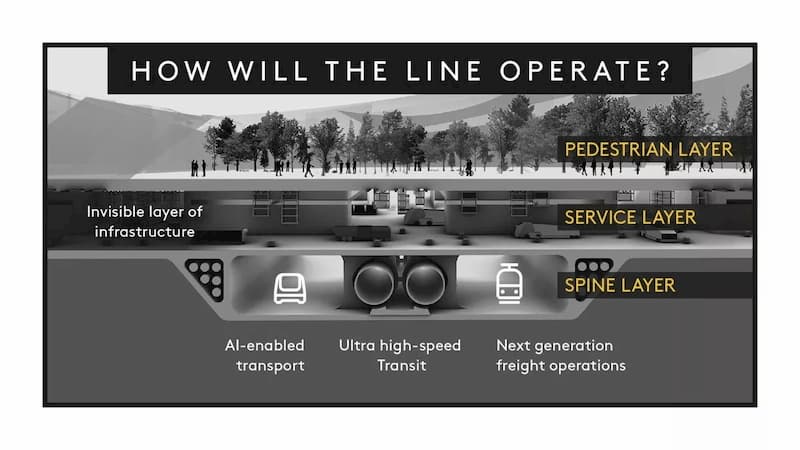 HOW WILL THE LINE OPERATE?
PEDESTRIAN LAYER
Invisible layer of
infrastructure
SERVICE LAYER
SPINE LAYER
AI-enabled
transport
Ultra high-speed
Transit
Next generation
freight operations